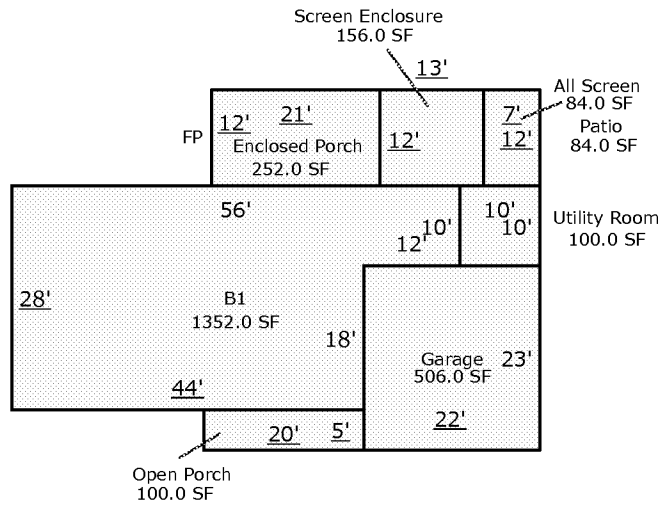 Screen Enclosure
156.0 SF
13'
All Screen
84.0 SF
Patio
84.0 SF
7'
12'
FP
12'
21'
Enclosed Porch
252.0 SF
12'
56'
10'
12'
10'
10'
Utility Room
100.0 SF
28'
B1
1352.0 SF
18'
Garage
506.0 SF
23'
44'
22'
20'
5'
Open Porch
100.0 SF